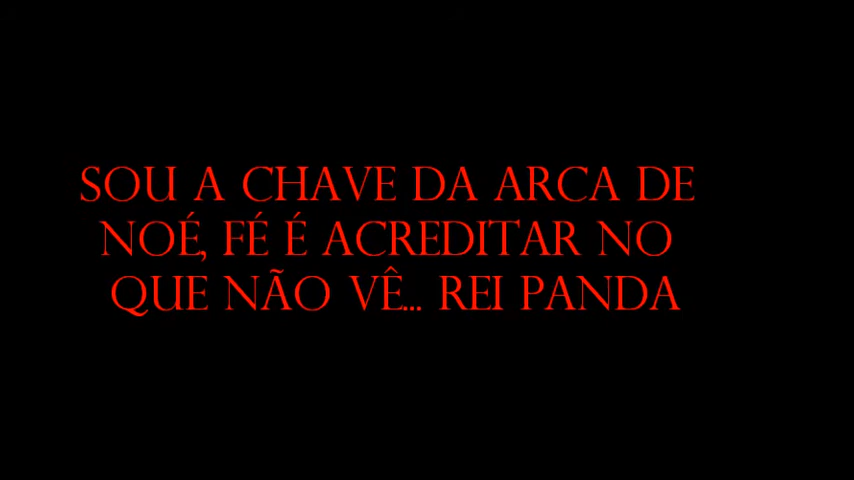 SOU A CHAVE DA ARCA DE
NOÉ, FÉ É ACREDITAR NO
QUE NÃO VÊ... REI PANDA